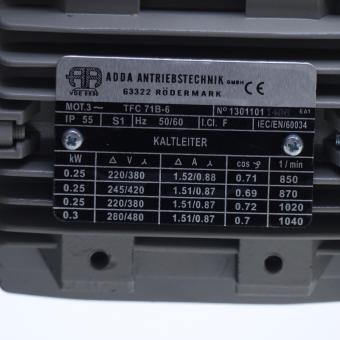 ADDA ANTRIEBSTECHNIK GMBH CE
VDE 0530 63322 RÖDERMARK
MOT.3~ TFC 71B-6 N° 1301101
IP 55 S1 Hz 50/60 I.Cl. F IEC/EN/60034
KALTLEITER
kW Δ V Y Δ A Y cos φ 1/min
0.25 220/380 1.52/0.88 0.71 850
0.25 245/420 1.51/0.87 0.69 870
0.25 220/380 1.51/0.87 0.72 1020
0.3 280/480 1.51/0.87 0.7 1040